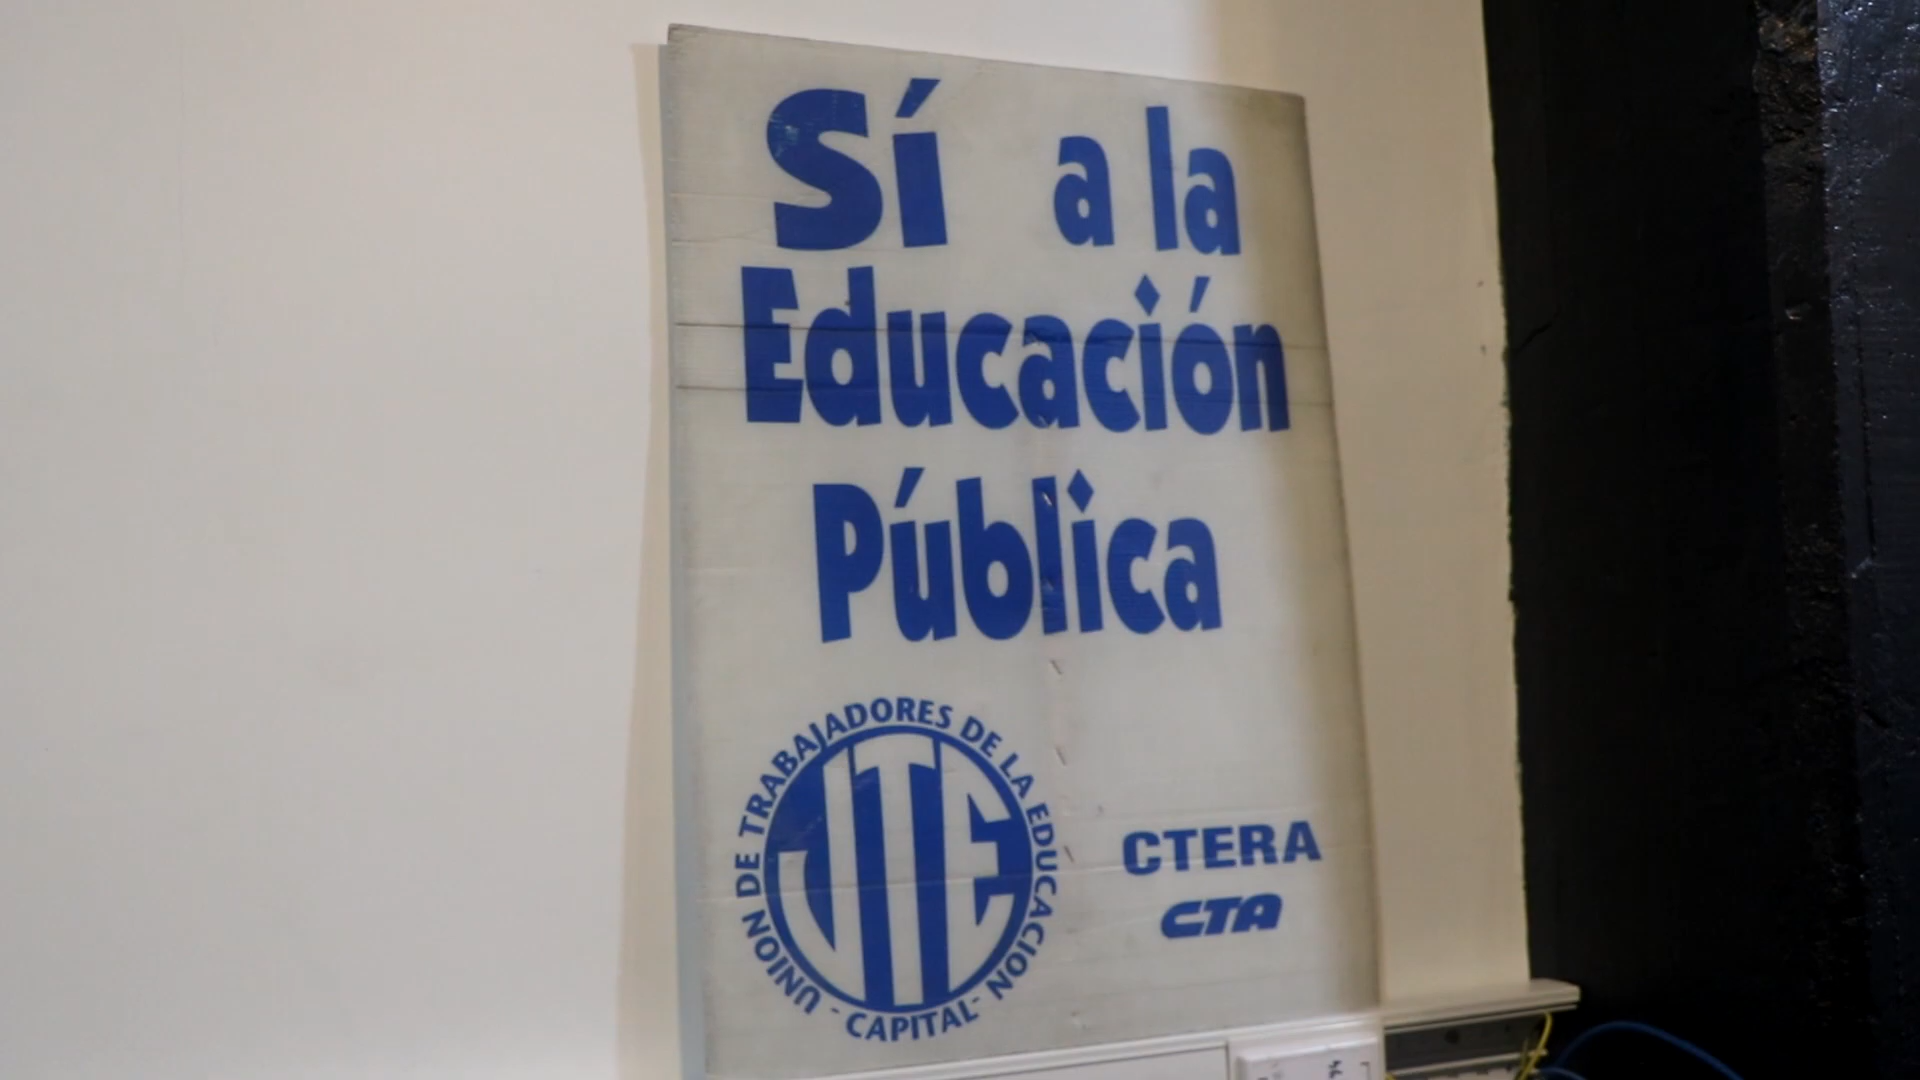 Sí a la
Educación
Pública
UNION DE TRABAJADORES DE LA EDUCACION
- CAPITAL -
UTE
CTERA
CTA